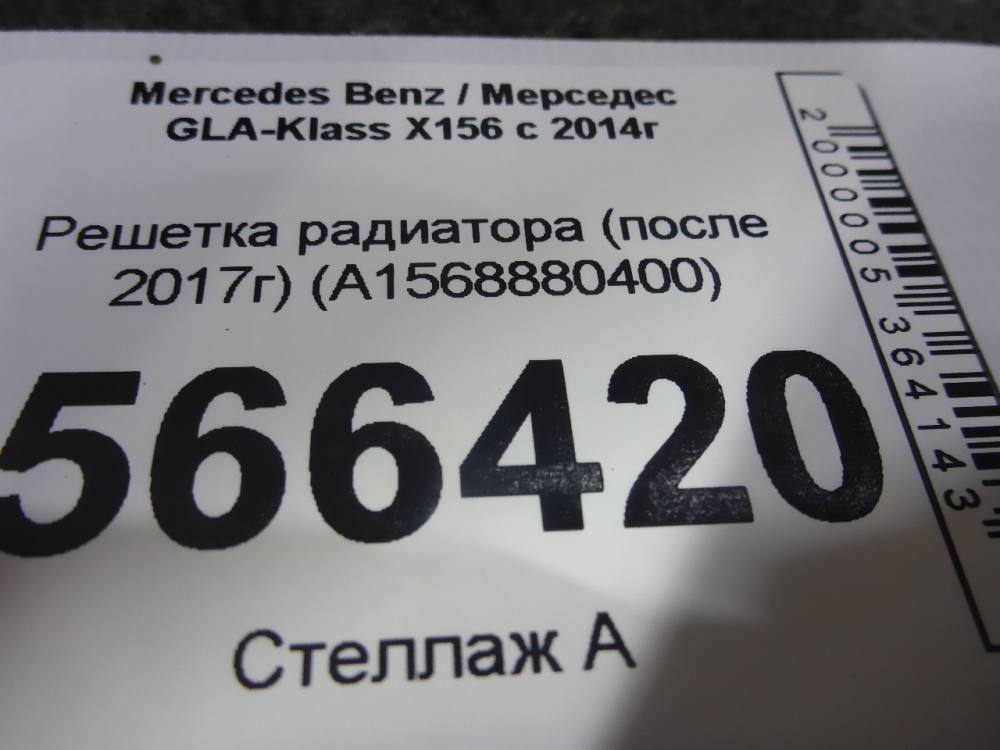 Mercedes Benz / Мерседес
GLA-Klass X156 с 2014г
Решетка радиатора (после
2017г) (A1568880400)
566420
Стеллаж А
2000005364143